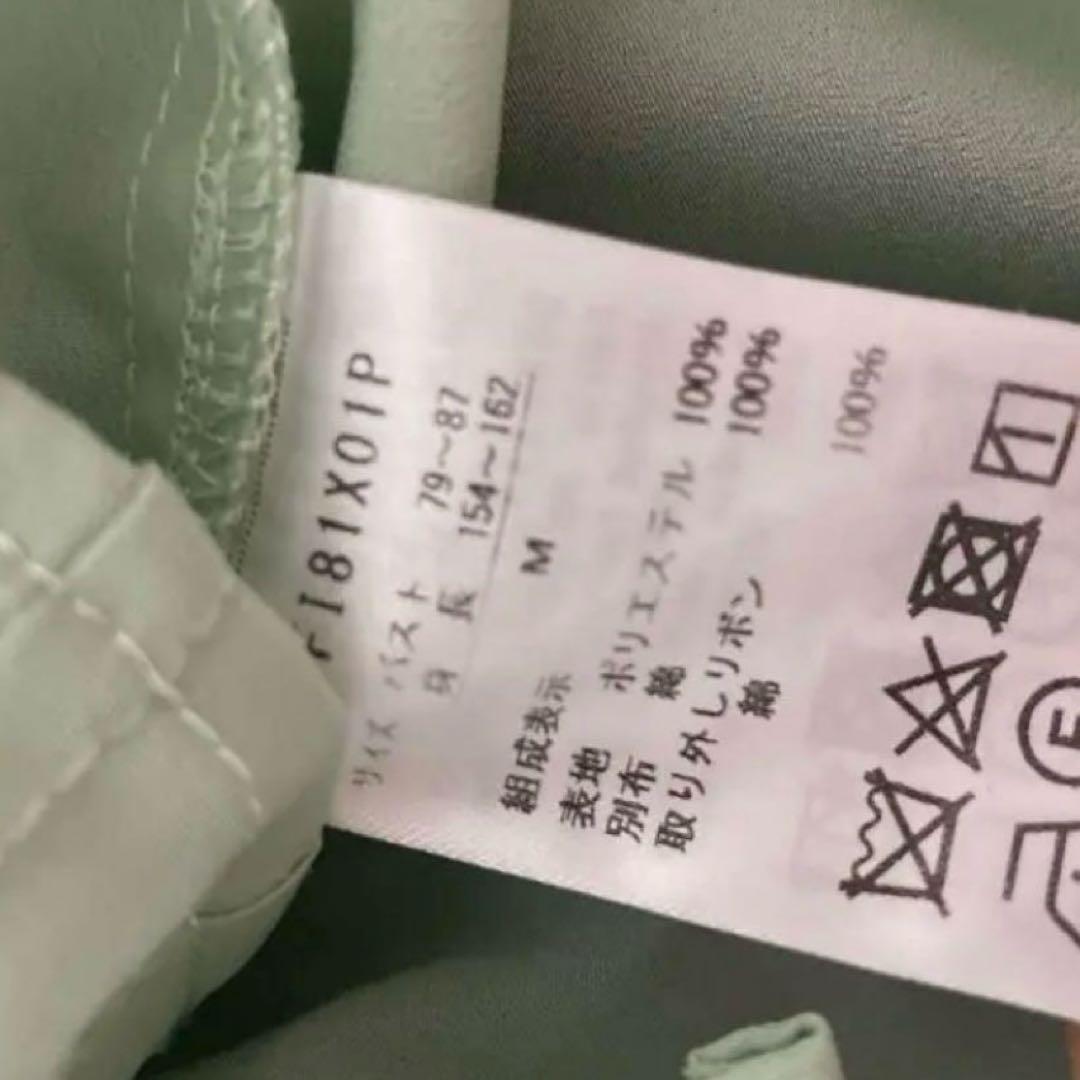 I81X01P
サイズ バスト 79～87
身長 154～162
M
組成表示
表地 ポリエステル 100%
別布 綿 100%
取り外しリボン
綿 100%